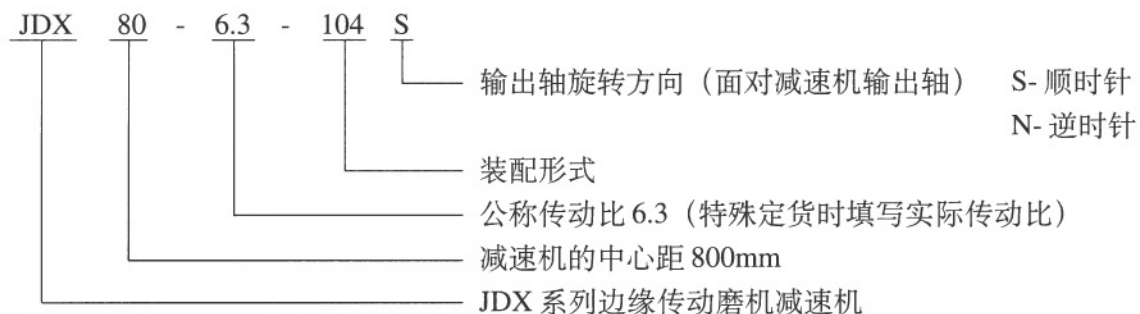 JDX 80 - 6.3 - 104 S
输出轴旋转方向（面对减速机输出轴） S- 顺时针
N- 逆时针
装配形式
公称传动比 6.3（特殊定货时填写实际传动比）
减速机的中心距 800mm
JDX 系列边缘传动磨机减速机